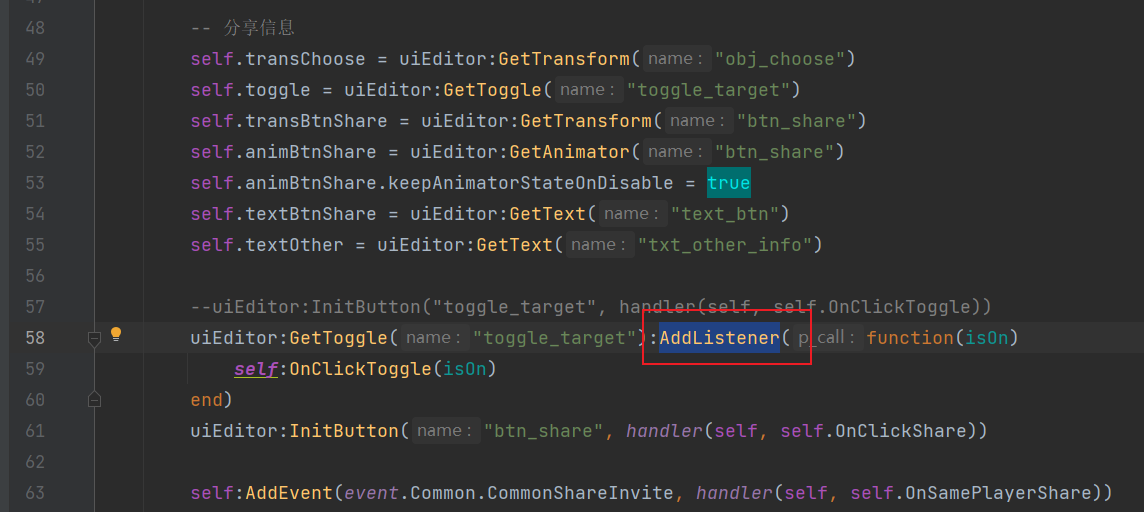 48 -- 分享信息
49 self.transChoose = uiEditor:GetTransform( name: "obj_choose")
50 self.toggle = uiEditor:GetToggle( name: "toggle_target")
51 self.transBtnShare = uiEditor:GetTransform( name: "btn_share")
52 self.animBtnShare = uiEditor:GetAnimator( name: "btn_share")
53 self.animBtnShare.keepAnimatorStateOnDisable = true
54 self.textBtnShare = uiEditor:GetText( name: "text_btn")
55 self.textOther = uiEditor:GetText( name: "txt_other_info")
56
57 --uiEditor:InitButton("toggle_target", handler(self, self.OnClickToggle))
58 uiEditor:GetToggle( name: "toggle_target"):AddListener( p_call: function(isOn)
59 self:OnClickToggle(isOn)
60 end)
61 uiEditor:InitButton( name: "btn_share", handler(self, self.OnClickShare))
62
63 self:AddEvent(event.Common.CommonShareInvite, handler(self, self.OnSamePlayerShare))